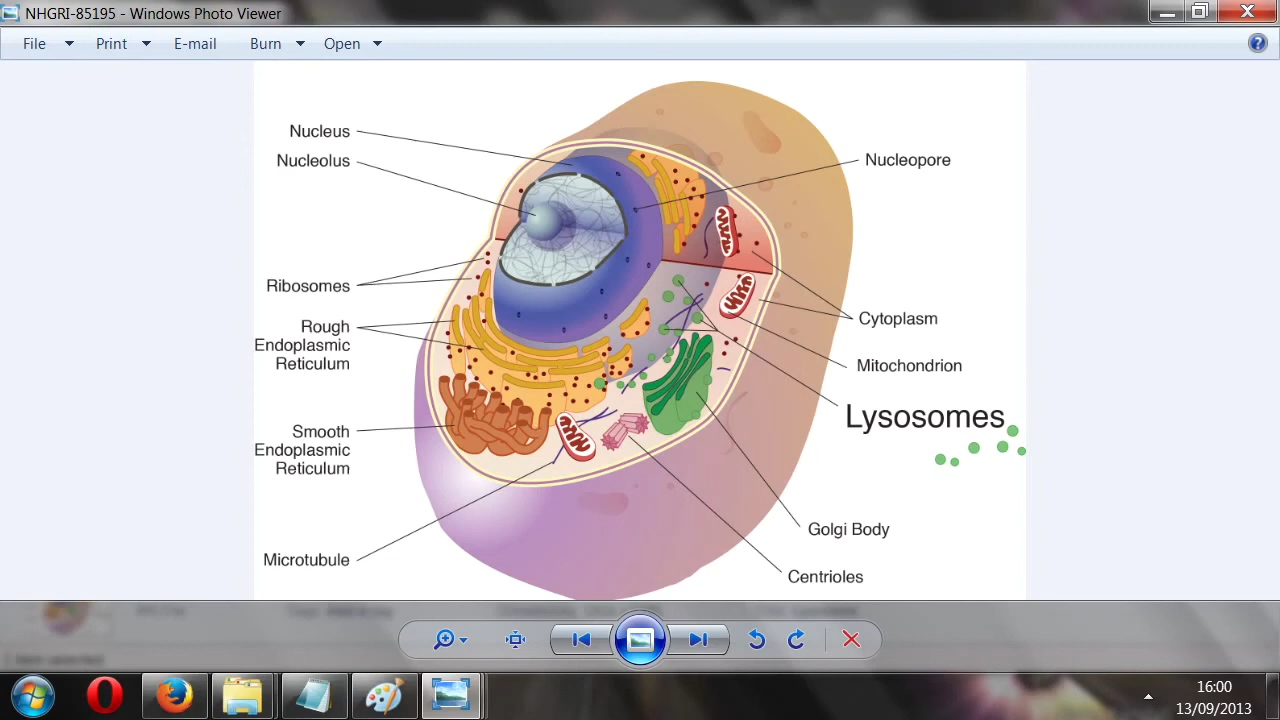 NHGRI-85195 - Windows Photo Viewer
File Print E-mail Burn Open
Nucleus
Nucleolus
Nucleopore
Ribosomes
Rough
Endoplasmic
Reticulum
Cytoplasm
Mitochondrion
Lysosomes
Smooth
Endoplasmic
Reticulum
Golgi Body
Microtubule
Centrioles
16:00
13/09/2013